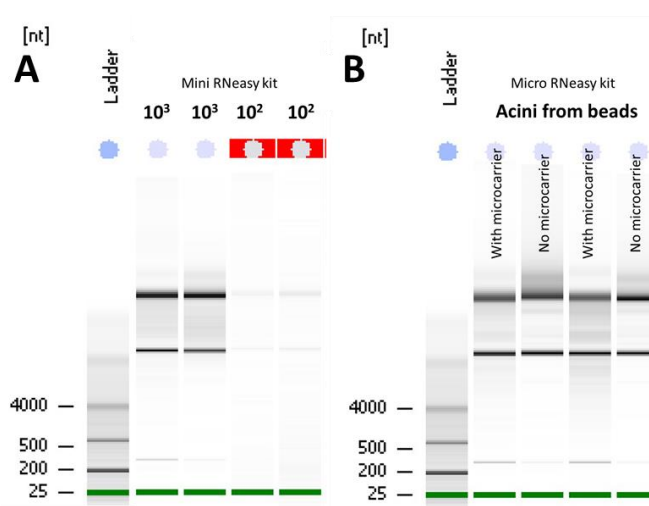 [nt]
A
Ladder
Mini RNeasy kit
10³ 10³ 10² 10²
4000
500
200
25
[nt]
B
Ladder
Micro RNeasy kit
Acini from beads
With microcarrier
No microcarrier
With microcarrier
No microcarrier
4000
500
200
25